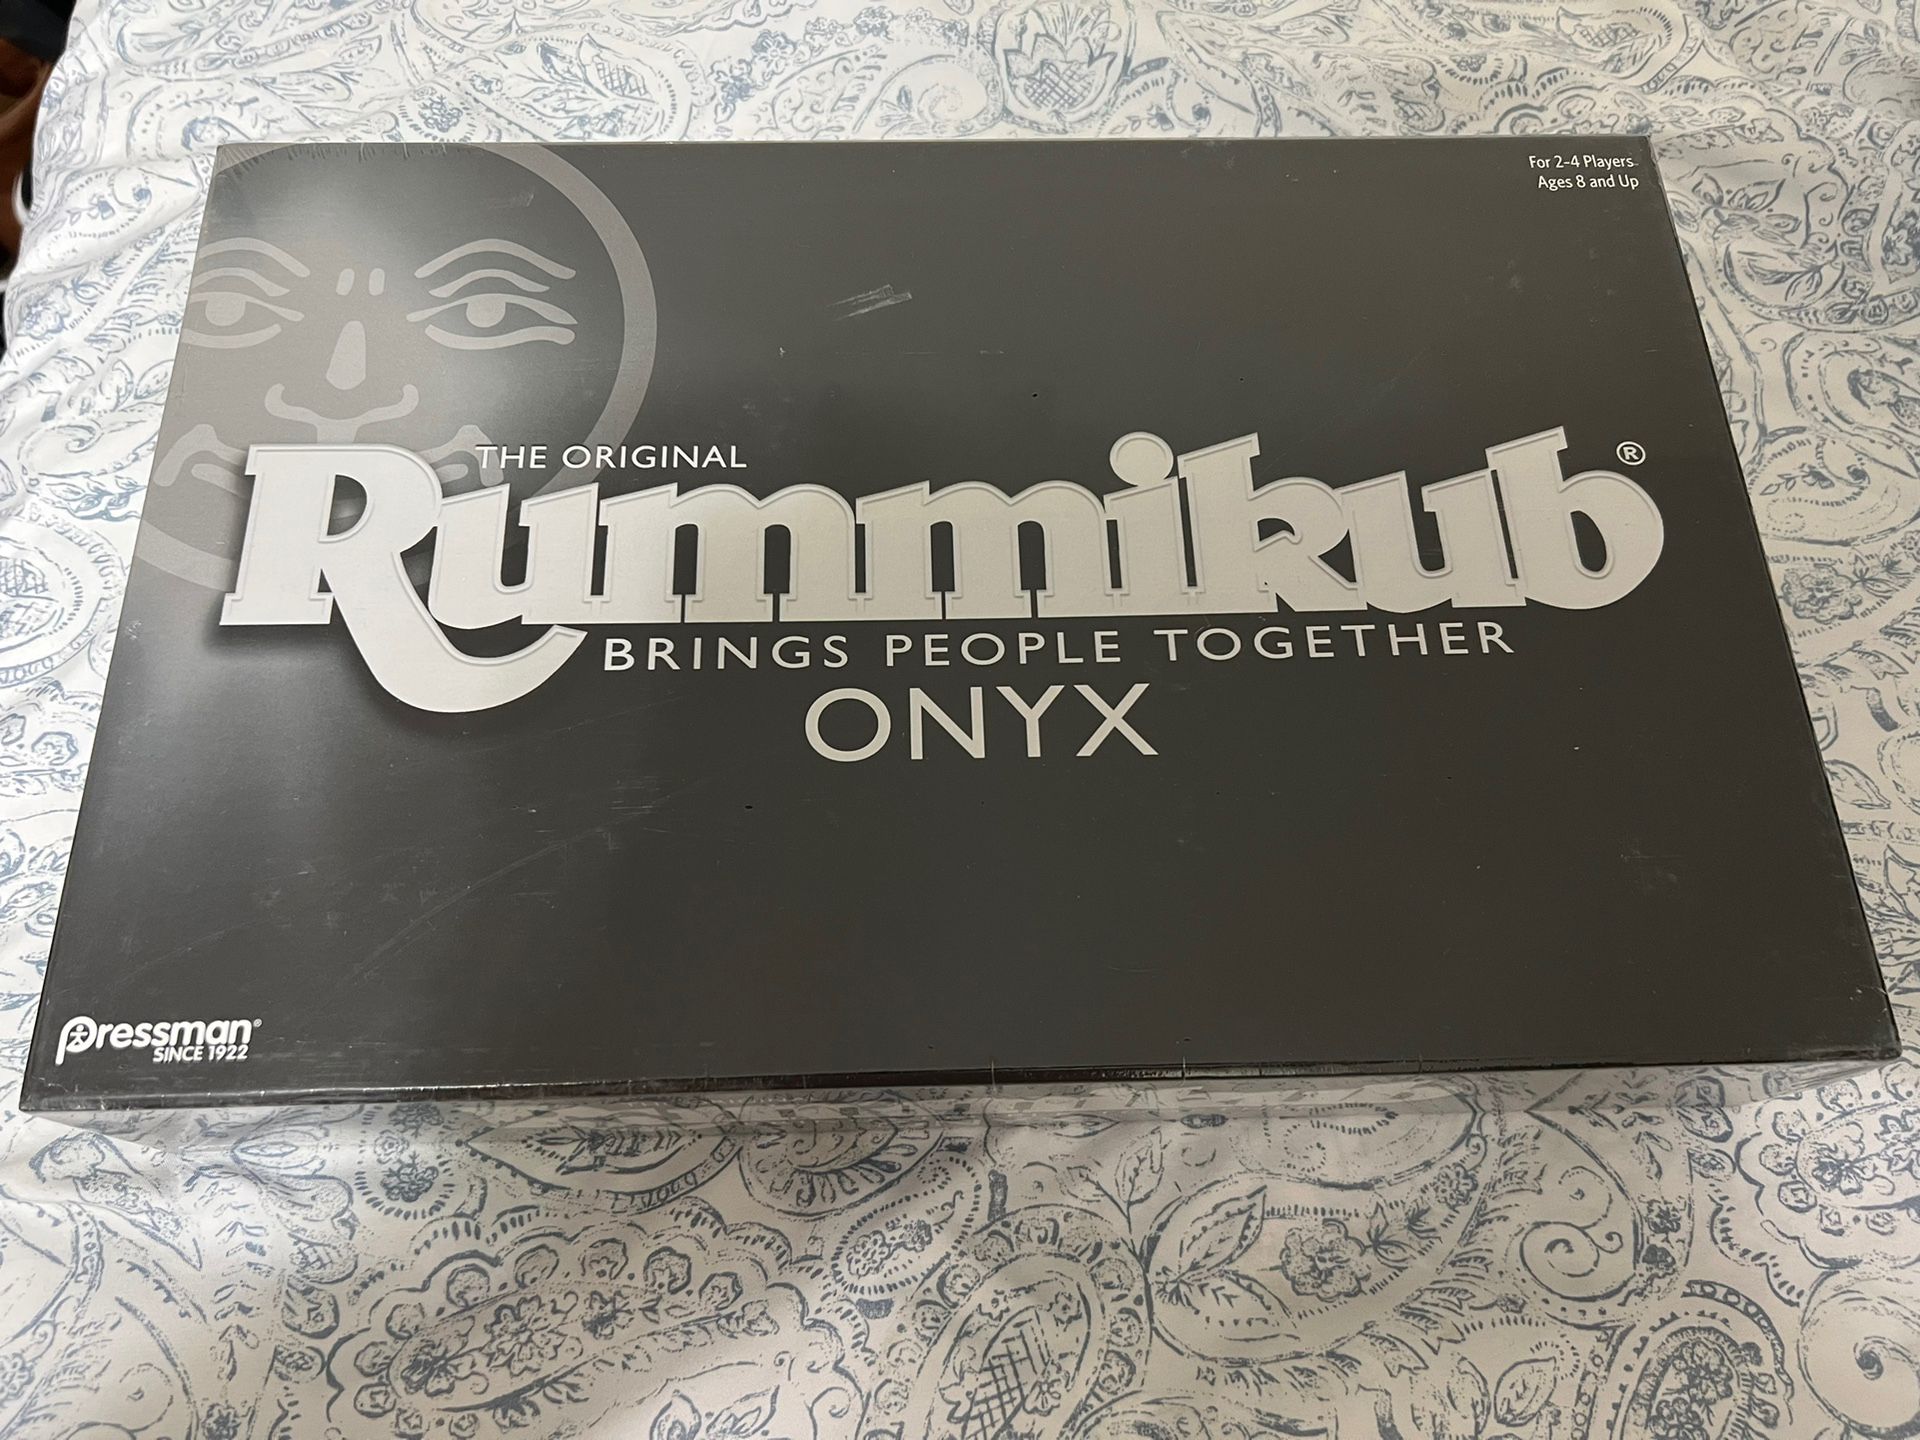 For 2-4 Players
Ages 8 and Up
THE ORIGINAL
Rummikub®
BRINGS PEOPLE TOGETHER
ONYX
Pressman®
SINCE 1922